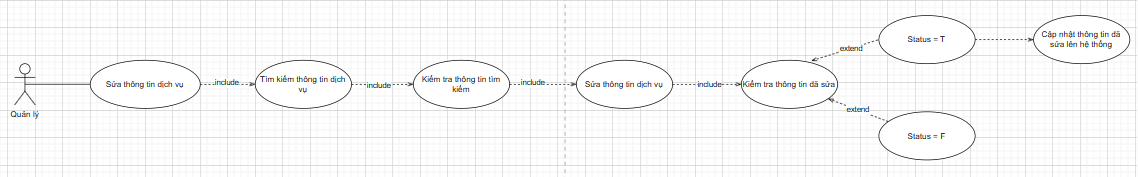 Quản lý
Sửa thông tin dịch vụ
include
Tìm kiếm thông tin dịch
vụ
include
Kiểm tra thông tin tìm
kiếm
include
Sửa thông tin dịch vụ
include
Kiểm tra thông tin đã sửa
extend
Status = T
Cập nhật thông tin đã
sửa lên hệ thống
extend
Status = F